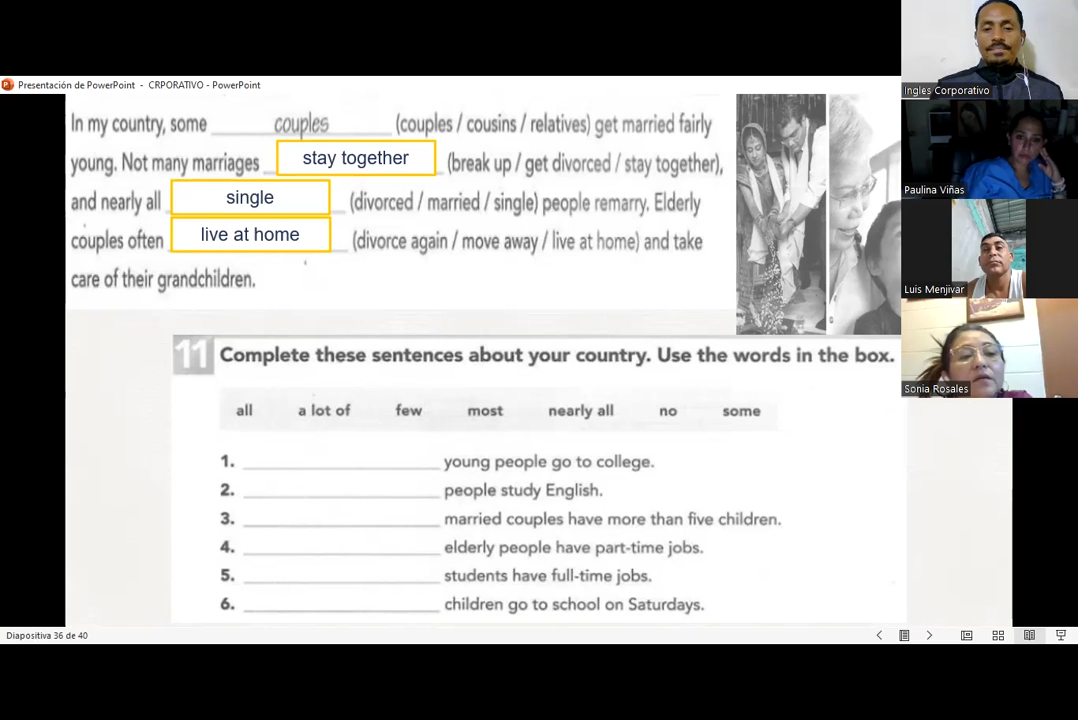 Presentación de PowerPoint - CRPORATIVO - PowerPoint
In my country, some couples (couples / cousins / relatives) get married fairly
young. Not many marriages stay together (break up / get divorced / stay together),
and nearly all single (divorced / married / single) people remarry. Elderly
couples often live at home (divorce again / move away / live at home) and take
care of their grandchildren.
11 Complete these sentences about your country. Use the words in the box.
all a lot of few most nearly all no some
1. young people go to college.
2. people study English.
3. married couples have more than five children.
4. elderly people have part-time jobs.
5. students have full-time jobs.
6. children go to school on Saturdays.
Diapositiva 36 de 40
Ingles Corporativo
Paulina Viñas
Luis Menjivar
Sonia Rosales